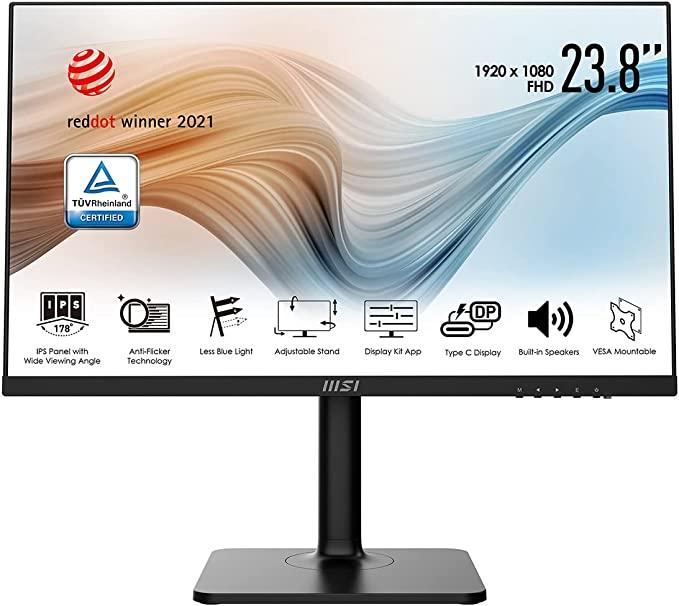 reddot winner 2021
1920 x 1080
FHD
23.8"
TÜVRheinland®
CERTIFIED
IPS
178°
IPS Panel with
Wide Viewing Angle
Anti-Flicker
Technology
Less Blue Light
Adjustable Stand
Display Kit App
DP
Type C Display
Built-in Speakers
VESA Mountable
msi
M
E